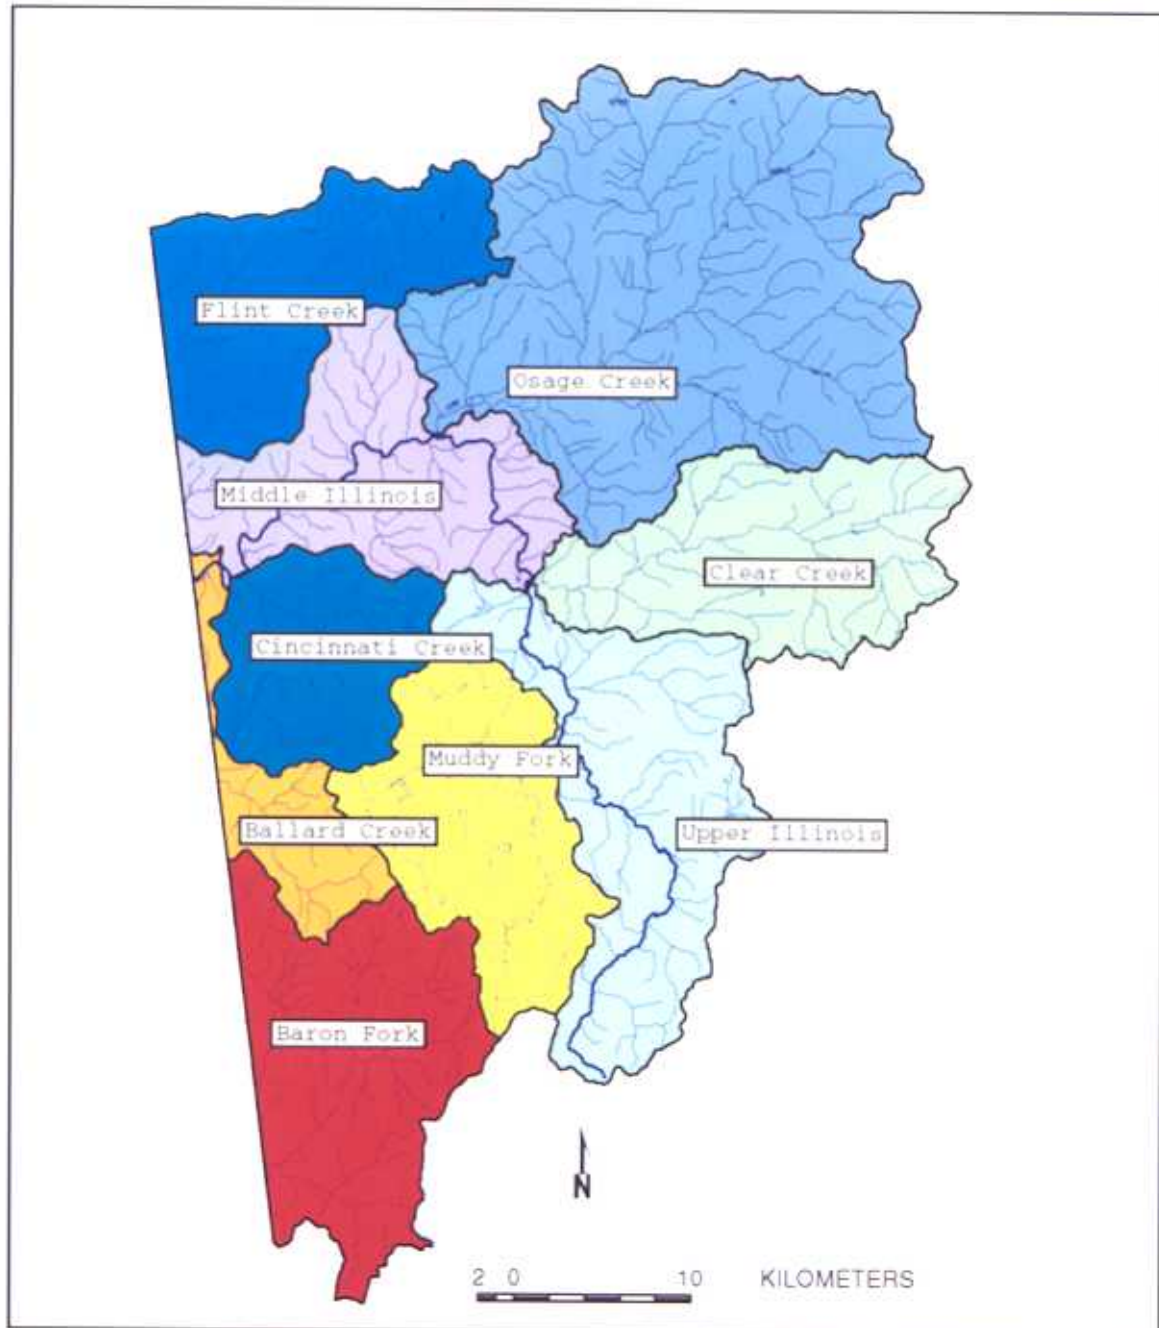 Flint Creek
Osage Creek
Middle Illinois
Clear Creek
Cincinnati Creek
Muddy Fork
Ballard Creek
Upper Illinois
Baron Fork
N
2 0 10 KILOMETERS